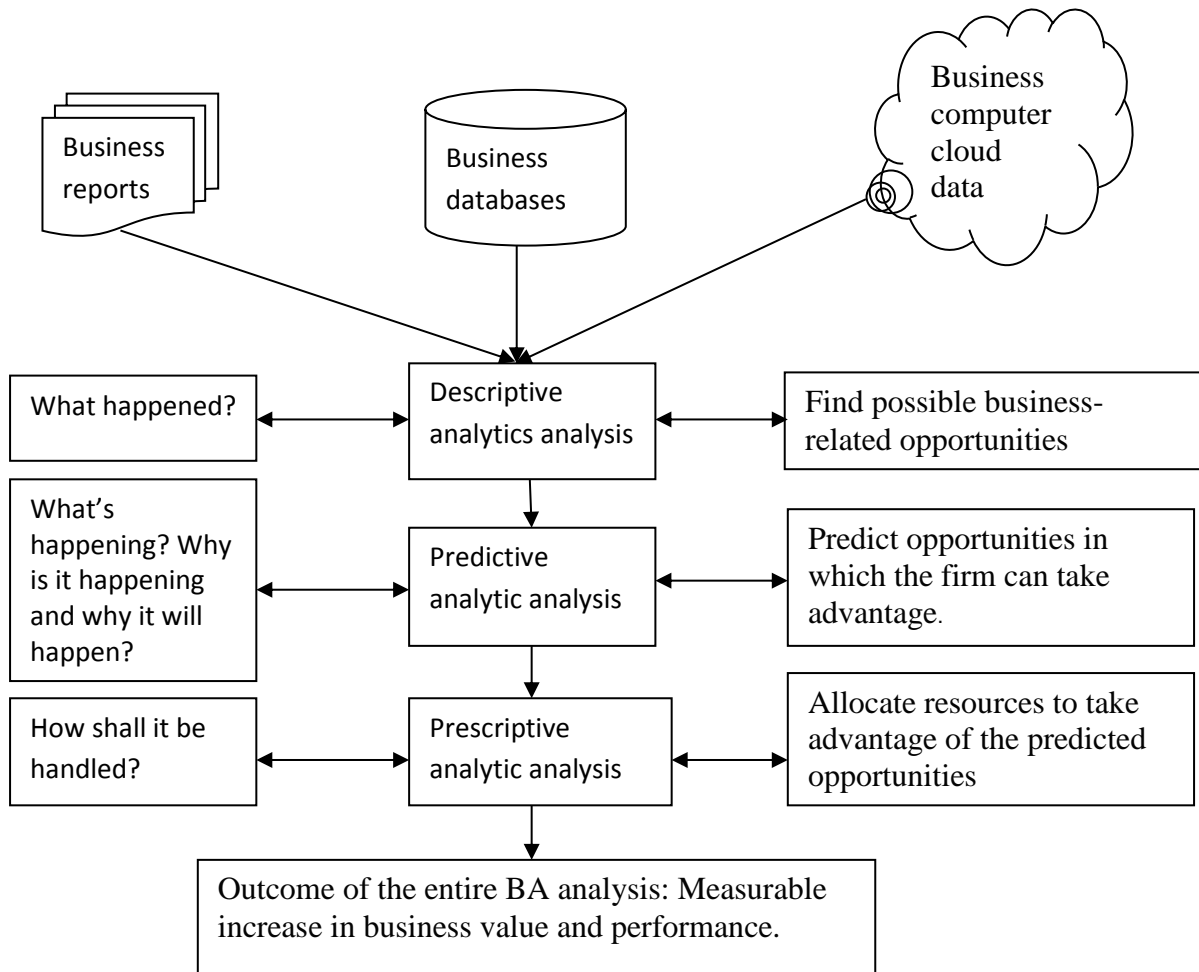 Business
reports
Business
databases
Business
computer
cloud
data
What happened?
Descriptive
analytics analysis
Find possible business-
related opportunities
What’s
happening? Why
is it happening
and why it will
happen?
Predictive
analytic analysis
Predict opportunities in
which the firm can take
advantage.
How shall it be
handled?
Prescriptive
analytic analysis
Allocate resources to take
advantage of the predicted
opportunities
Outcome of the entire BA analysis: Measurable
increase in business value and performance.